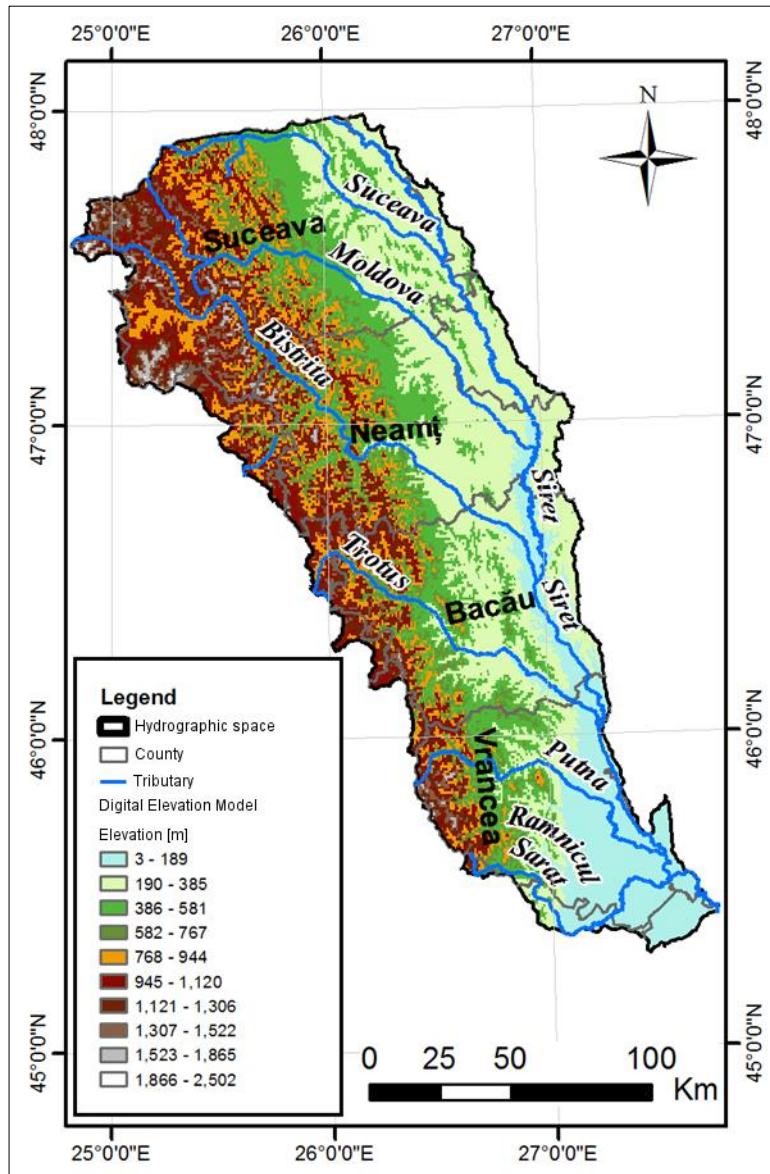 25°0'0"E 26°0'0"E 27°0'0"E
48°0'0"N
48°0'0"N
N
Suceava
Suceava
Moldova
Bistrita
47°0'0"N
47°0'0"N
Neamț
Siret
Trotus
Siret
Bacău
46°0'0"N
46°0'0"N
Vrancea
Putna
Ramnicul
Sarat
Legend
Hydrographic space
County
Tributary
Digital Elevation Model
Elevation [m]
3 - 189
190 - 385
386 - 581
582 - 767
768 - 944
945 - 1,120
1,121 - 1,306
1,307 - 1,522
1,523 - 1,865
1,866 - 2,502
45°0'0"N
45°0'0"N
0 25 50 100
Km
25°0'0"E 26°0'0"E 27°0'0"E